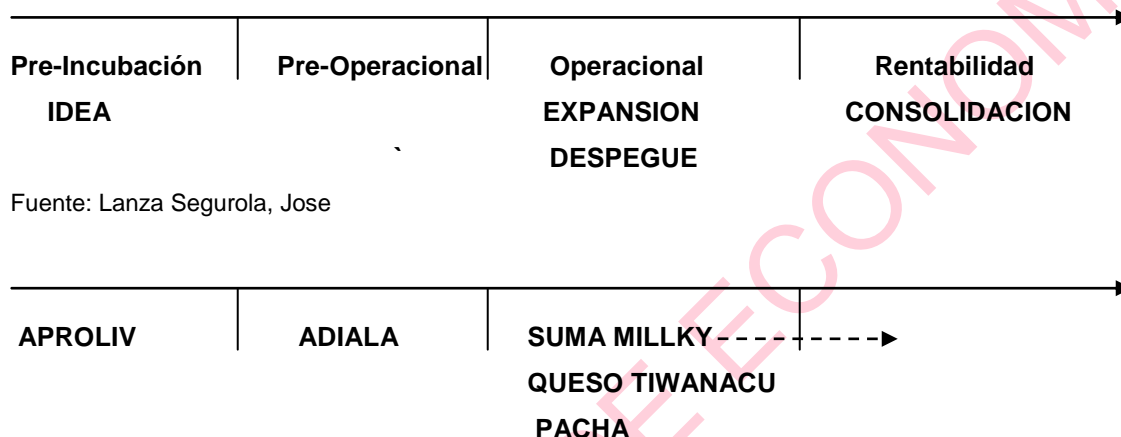 Pre-Incubación Pre-Operacional Operacional Rentabilidad
IDEA EXPANSION CONSOLIDACION
` DESPEGUE
Fuente: Lanza Segurola, Jose
APROLIV ADIALA SUMA MILLKY
QUESO TIWANACU
PACHA
E ECONOM